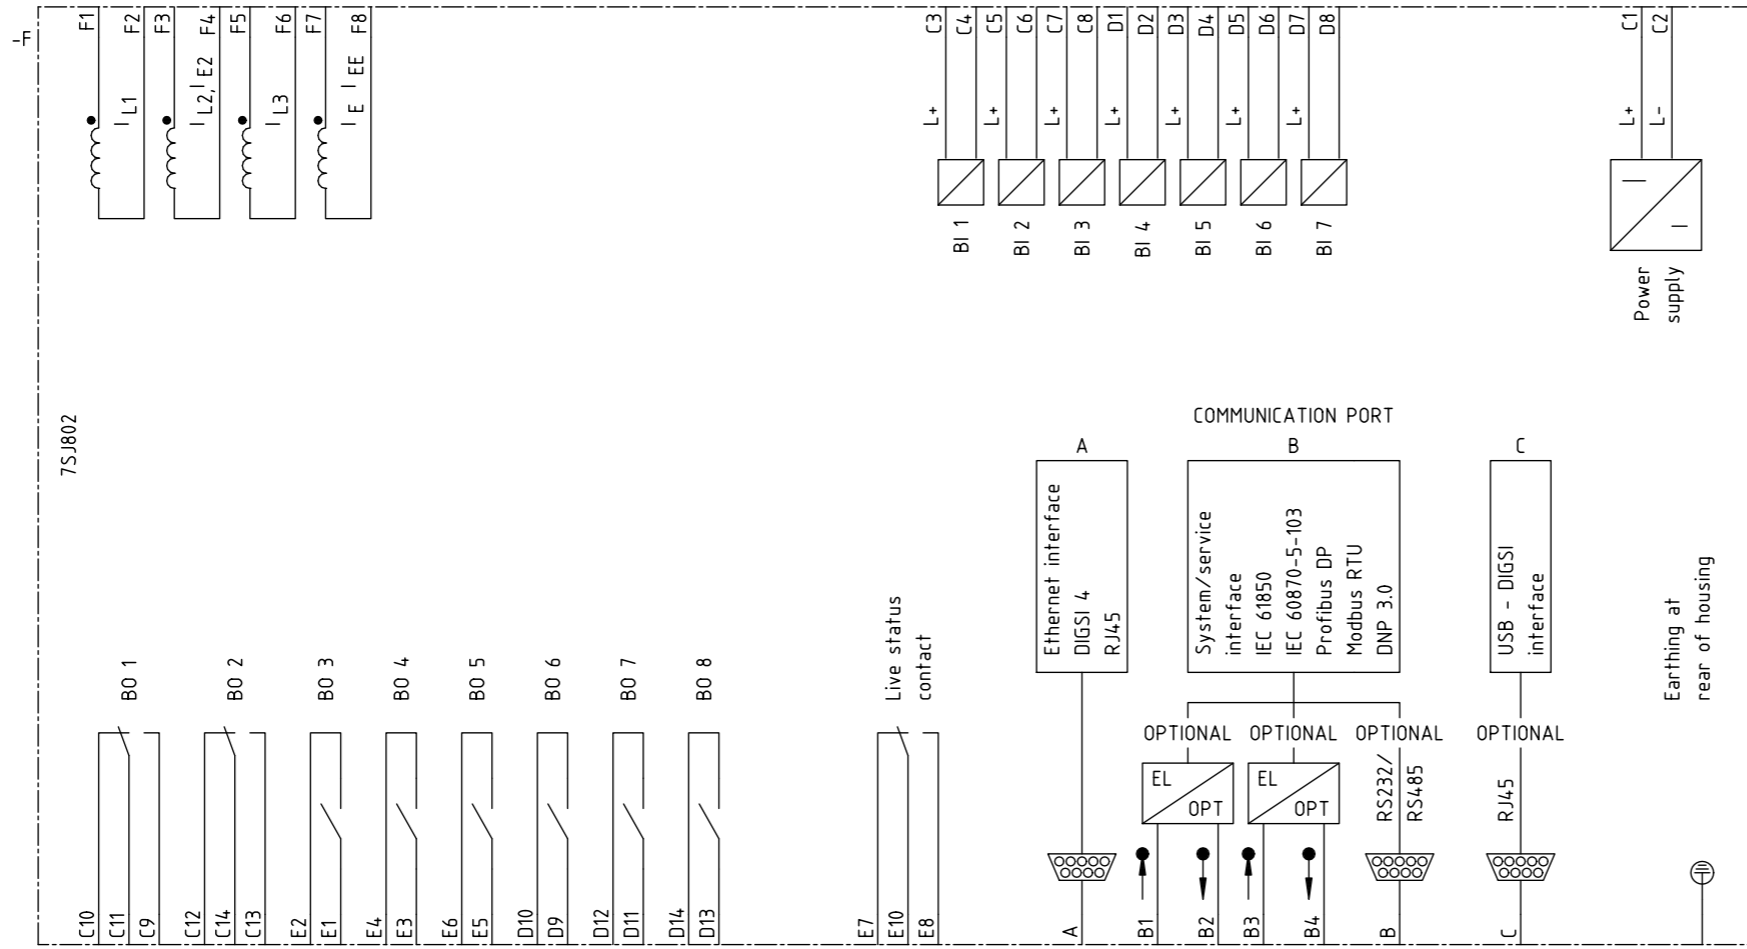 -F
F1
F2
F3
F4
F5
F6
F7
F8
I L1
I L2, I E2
I L3
I E I EE
C3
C4
C5
C6
C7
C8
D1
D2
D3
D4
D5
D6
D7
D8
C1
C2
L+
L+
L+
L+
L+
L+
L+
L+
L-
BI 1
BI 2
BI 3
BI 4
BI 5
BI 6
BI 7
Power
supply
7SJ802
COMMUNICATION PORT
A
B
C
Ethernet interface
DIGSI 4
RJ45
System/service
interface
IEC 61850
IEC 60870-5-103
Profibus DP
Modbus RTU
DNP 3.0
USB - DIGSI
interface
Earthing at
rear of housing
BO 1
BO 2
BO 3
BO 4
BO 5
BO 6
BO 7
BO 8
Live status
contact
OPTIONAL
OPTIONAL
OPTIONAL
OPTIONAL
EL
OPT
EL
OPT
RS232/
RS485
RJ45
C10
C11
C9
C12
C14
C13
E2
E1
E4
E3
E6
E5
D10
D9
D12
D11
D14
D13
E7
E10
E8
A
B1
B2
B3
B4
B
C